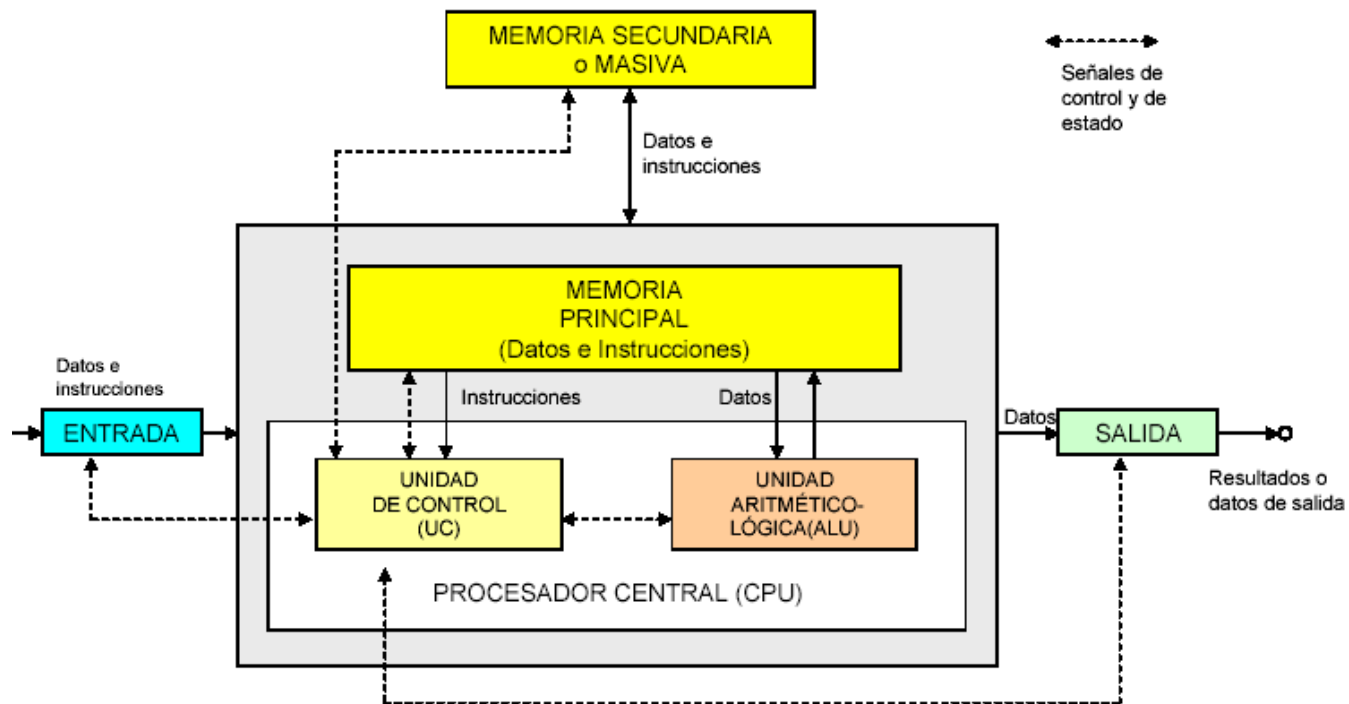 MEMORIA SECUNDARIA
o MASIVA
Señales de
control y de
estado
Datos e
instrucciones
MEMORIA
PRINCIPAL
(Datos e Instrucciones)
Datos e
instrucciones
Instrucciones
Datos
ENTRADA
Datos
SALIDA
UNIDAD
DE CONTROL
(UC)
UNIDAD
ARITMÉTICO-
LÓGICA(ALU)
Resultados o
datos de salida
PROCESADOR CENTRAL (CPU)